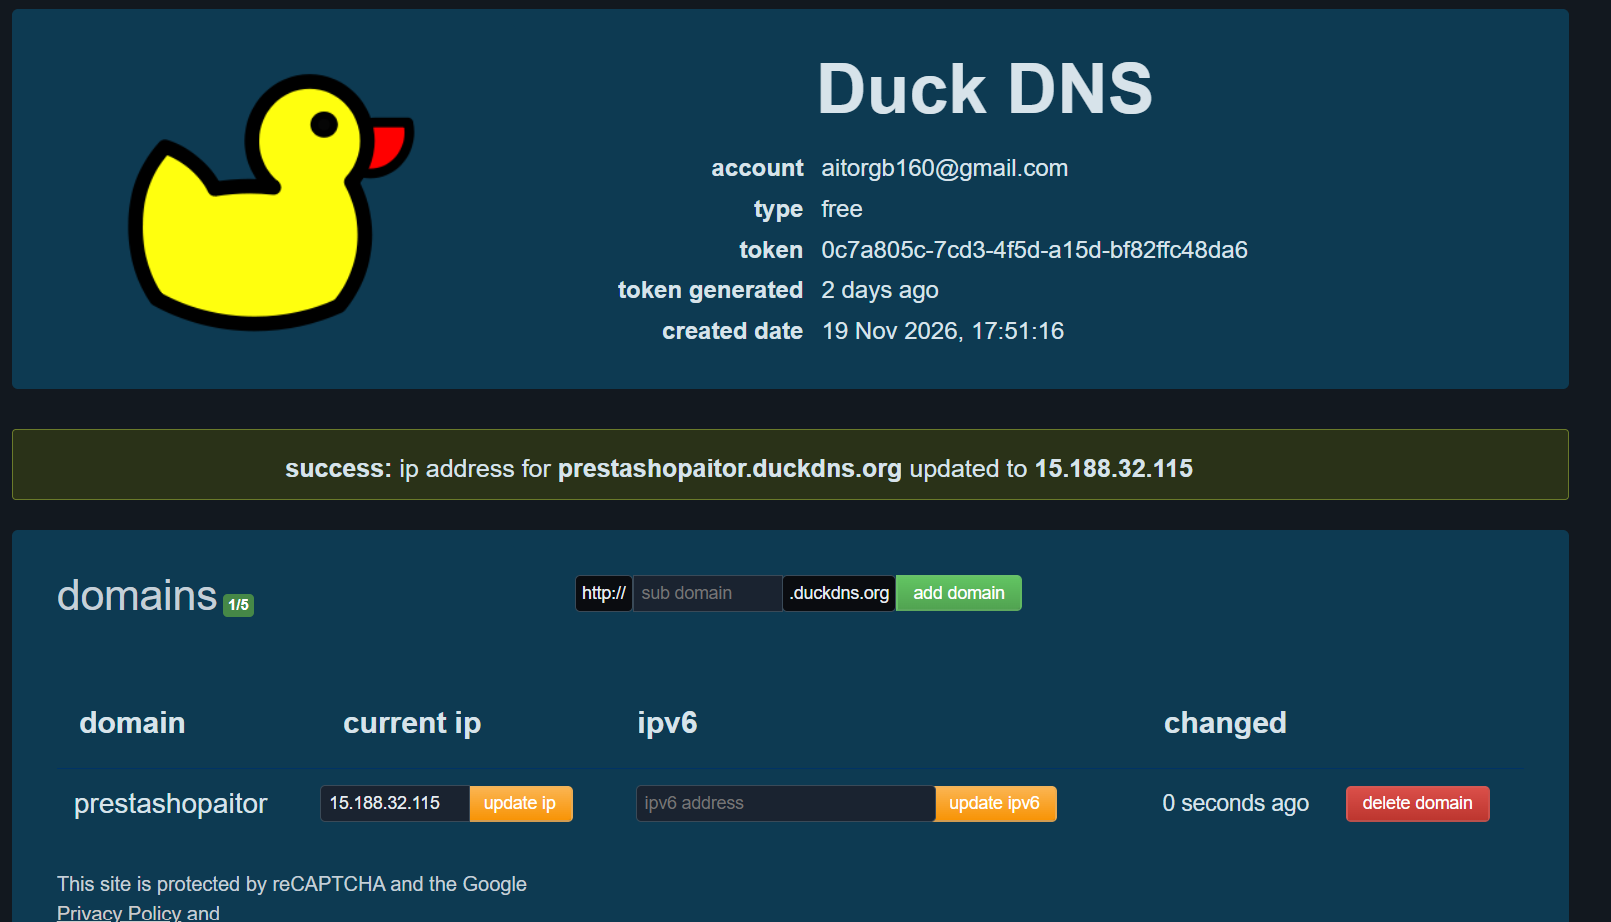 Duck DNS
account aitorgb160@gmail.com
type free
token 0c7a805c-7cd3-4f5d-a15d-bf82ffc48da6
token generated 2 days ago
created date 19 Nov 2026, 17:51:16
success: ip address for prestashopaitor.duckdns.org updated to 15.188.32.115
domains 1/5 http:// sub domain .duckdns.org add domain
domain current ip ipv6 changed
prestashopaitor 15.188.32.115 update ip ipv6 address update ipv6 0 seconds ago delete domain
This site is protected by reCAPTCHA and the Google
Privacy Policy and